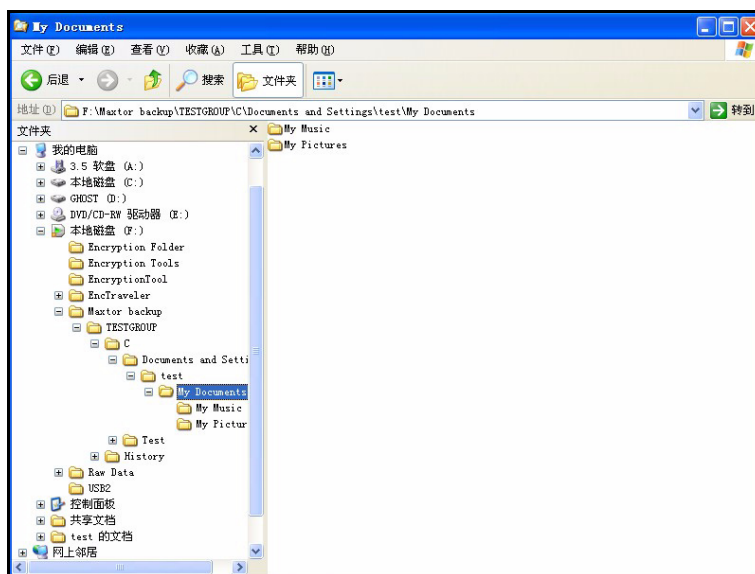 My Documents
文件(F) 编辑(E) 查看(V) 收藏(A) 工具(T) 帮助(H)
后退 搜索 文件夹
地址(D) F:\Maxtor backup\TESTGROUP\C\Documents and Settings\test\My Documents 转到
文件夹
My Music
My Pictures
我的电脑
3.5 软盘 (A:)
本地磁盘 (C:)
GHOST (D:)
DVD/CD-RW 驱动器 (E:)
本地磁盘 (F:)
Encryption Folder
Encryption Tools
EncryptionTool
EncTraveler
Maxtor backup
TESTGROUP
C
Documents and Setti
test
My Documents
My Music
My Pictur
Test
History
Raw Data
USB2
控制面板
共享文档
test 的文档
网上邻居